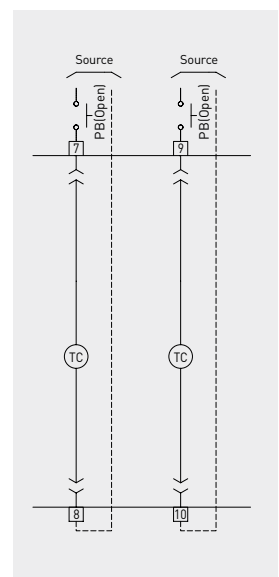 Source Source
PB(Open) PB(Open)
7 9
TC TC
8 10